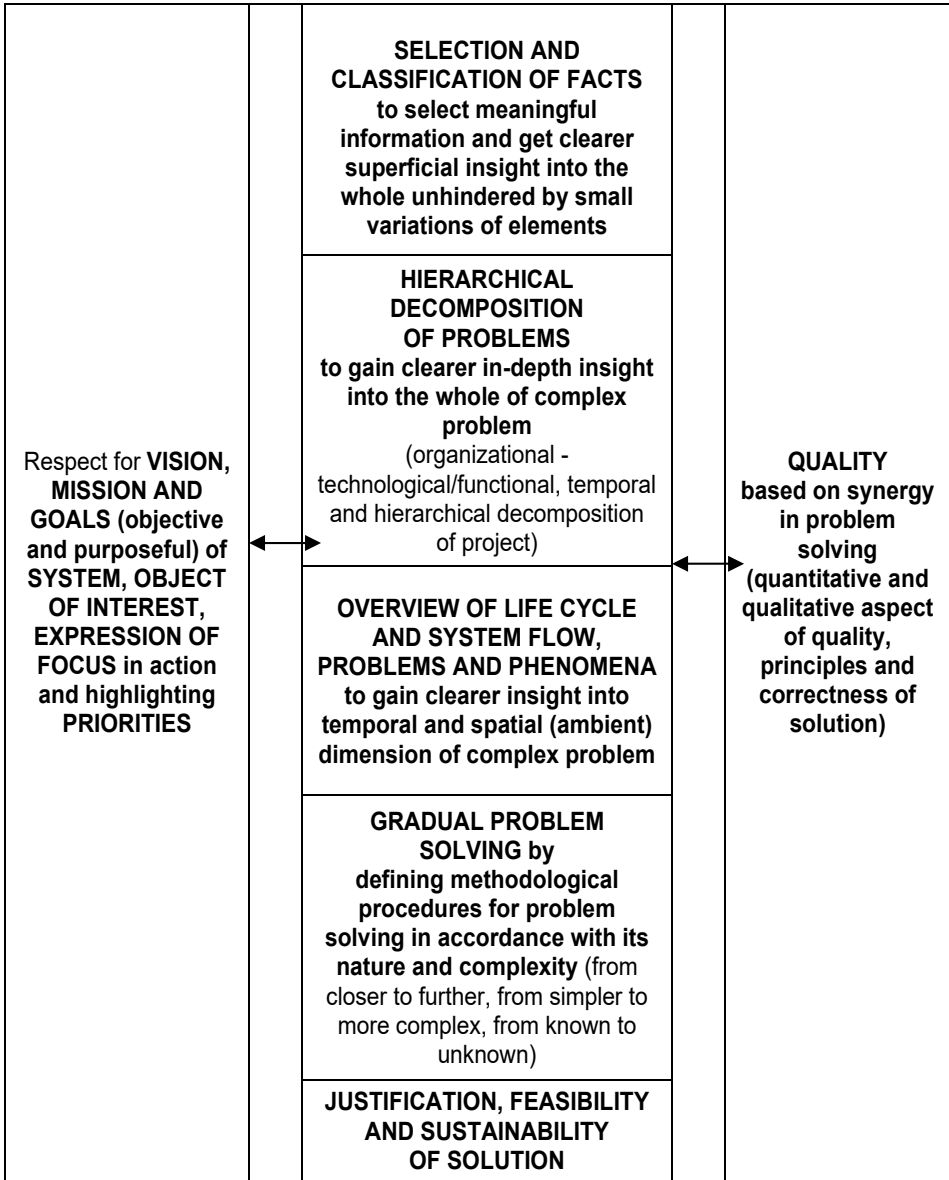 Respect for VISION,
MISSION AND
GOALS (objective
and purposeful) of
SYSTEM, OBJECT
OF INTEREST,
EXPRESSION OF
FOCUS in action
and highlighting
PRIORITIES
SELECTION AND
CLASSIFICATION OF FACTS
to select meaningful
information and get clearer
superficial insight into the
whole unhindered by small
variations of elements
HIERARCHICAL
DECOMPOSITION
OF PROBLEMS
to gain clearer in-depth insight
into the whole of complex
problem
(organizational -
technological/functional, temporal
and hierarchical decomposition
of project)
OVERVIEW OF LIFE CYCLE
AND SYSTEM FLOW,
PROBLEMS AND PHENOMENA
to gain clearer insight into
temporal and spatial (ambient)
dimension of complex problem
GRADUAL PROBLEM
SOLVING by
defining methodological
procedures for problem
solving in accordance with its
nature and complexity (from
closer to further, from simpler to
more complex, from known to
unknown)
JUSTIFICATION, FEASIBILITY
AND SUSTAINABILITY
OF SOLUTION
QUALITY
based on synergy
in problem
solving
(quantitative and
qualitative aspect
of quality,
principles and
correctness of
solution)